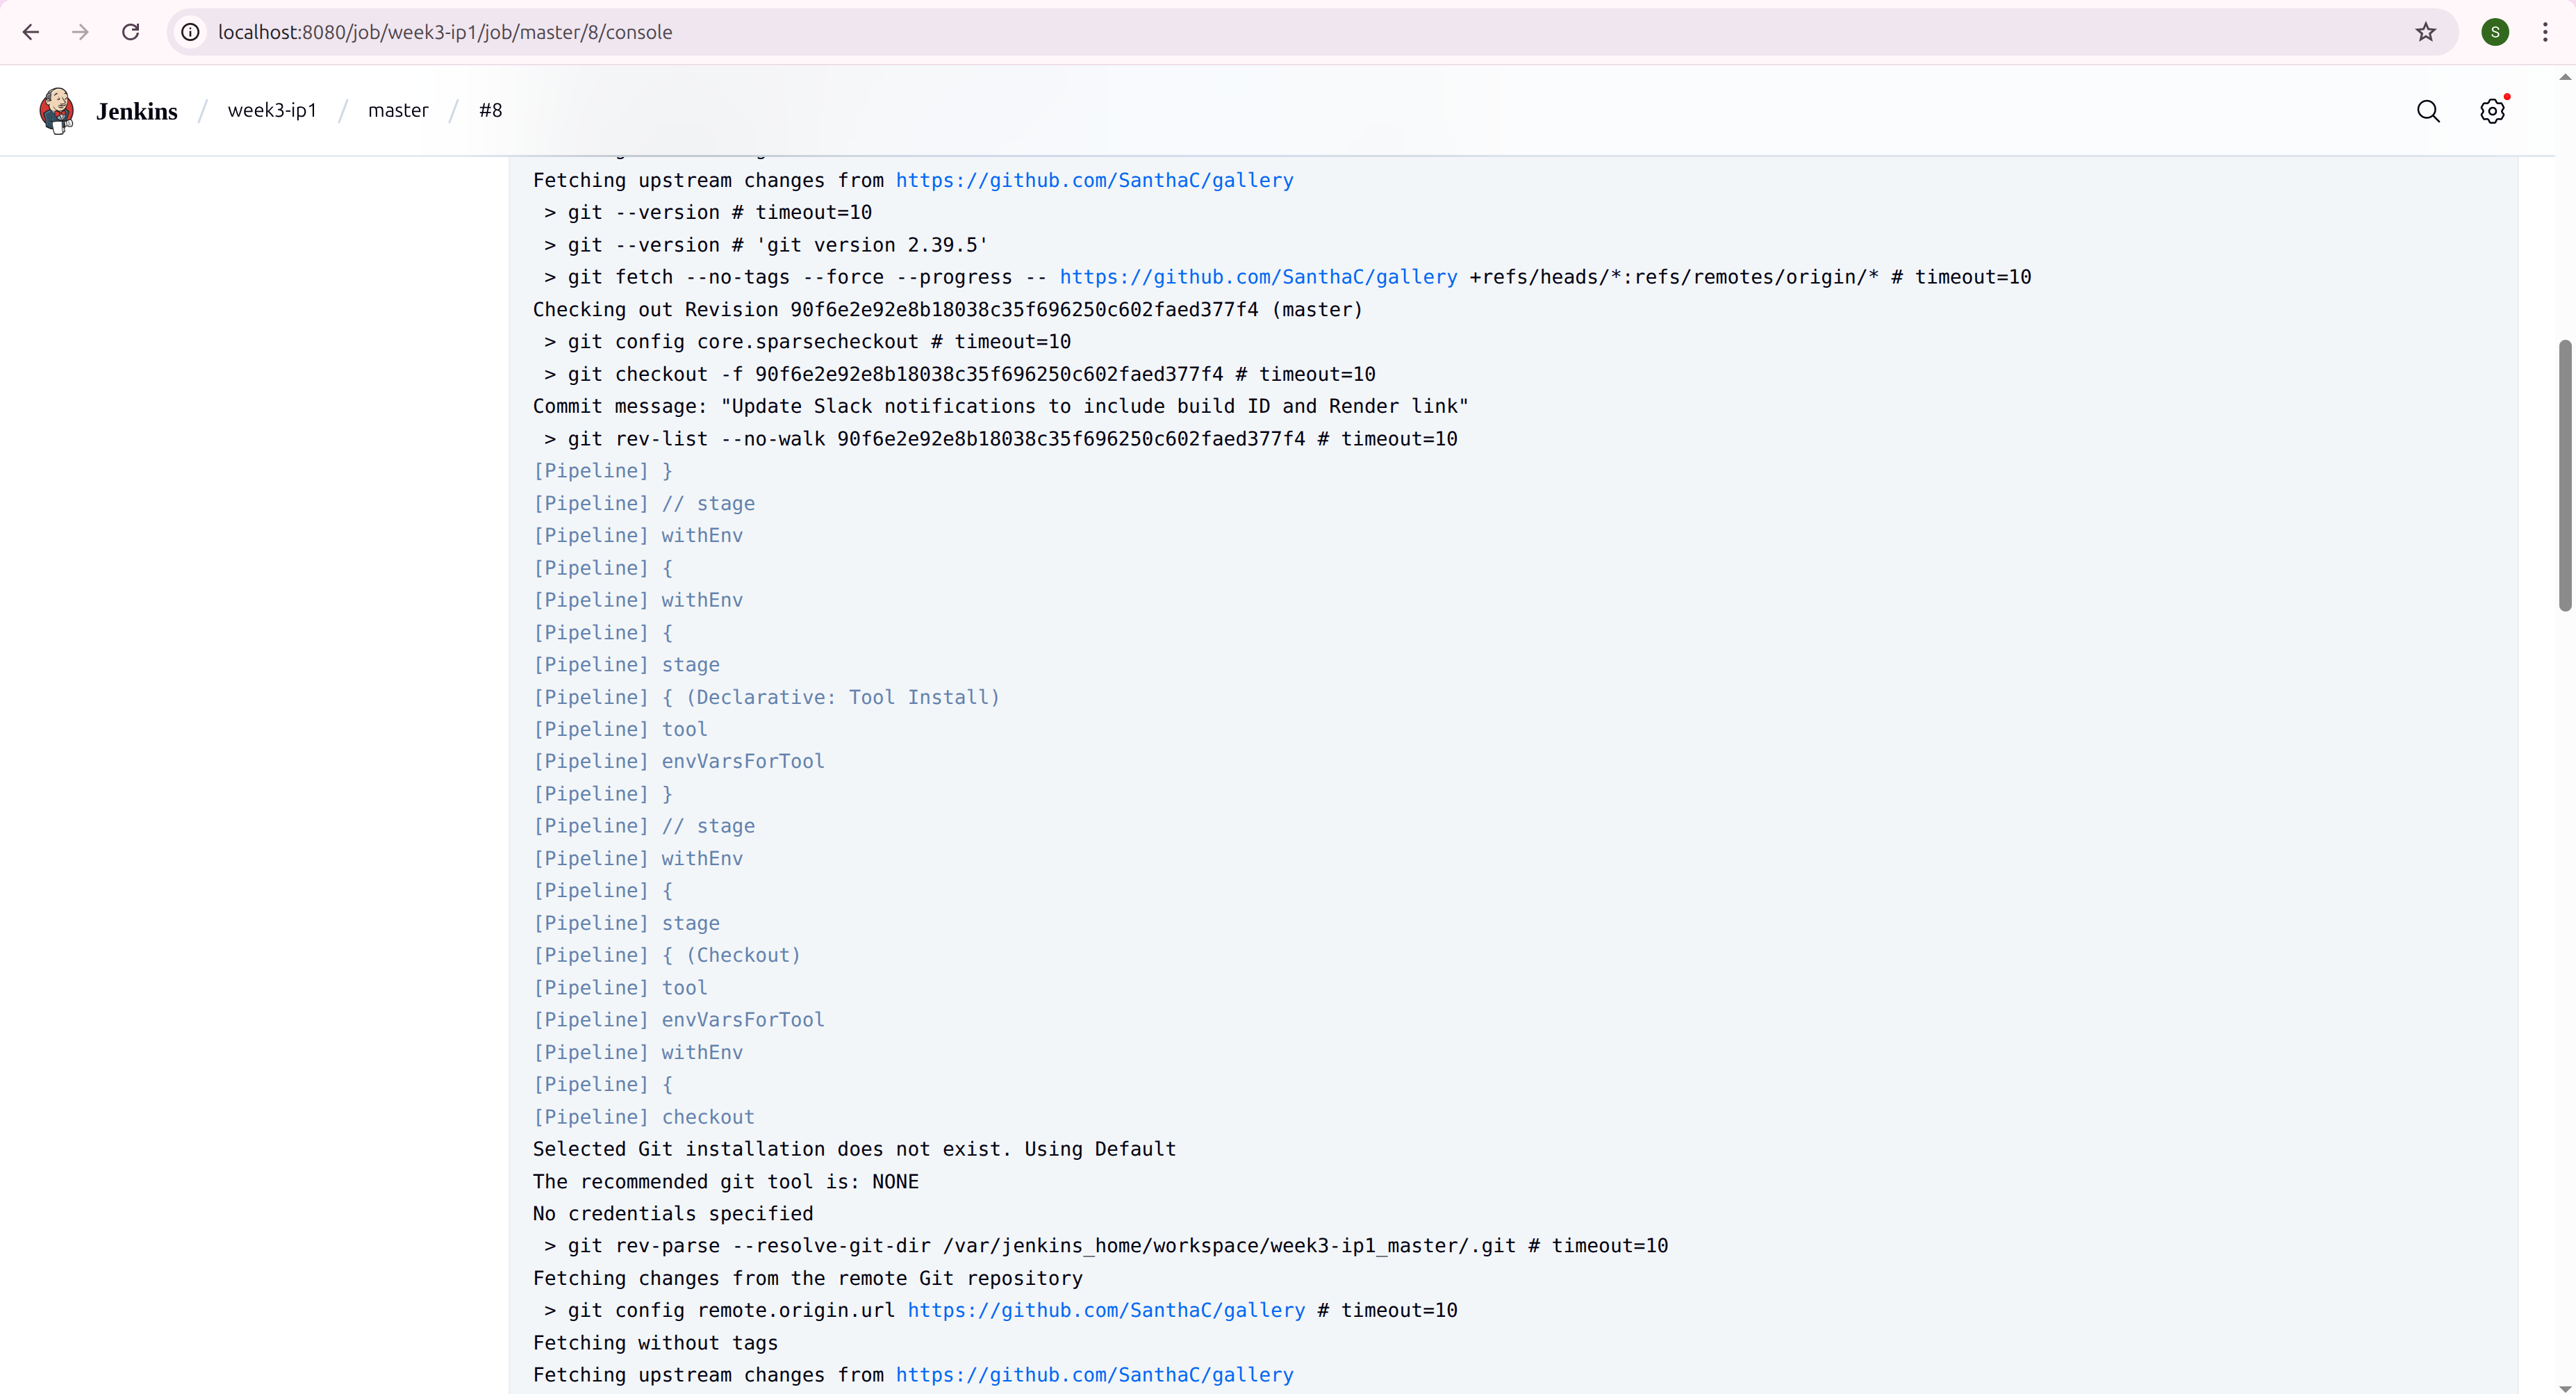 localhost:8080/job/week3-ip1/job/master/8/console
S
Jenkins / week3-ip1 / master / #8
Fetching upstream changes from https://github.com/SanthaC/gallery
> git --version # timeout=10
> git --version # 'git version 2.39.5'
> git fetch --no-tags --force --progress -- https://github.com/SanthaC/gallery +refs/heads/*:refs/remotes/origin/* # timeout=10
Checking out Revision 90f6e2e92e8b18038c35f696250c602faed377f4 (master)
> git config core.sparsecheckout # timeout=10
> git checkout -f 90f6e2e92e8b18038c35f696250c602faed377f4 # timeout=10
Commit message: "Update Slack notifications to include build ID and Render link"
> git rev-list --no-walk 90f6e2e92e8b18038c35f696250c602faed377f4 # timeout=10
[Pipeline] }
[Pipeline] // stage
[Pipeline] withEnv
[Pipeline] {
[Pipeline] withEnv
[Pipeline] {
[Pipeline] stage
[Pipeline] { (Declarative: Tool Install)
[Pipeline] tool
[Pipeline] envVarsForTool
[Pipeline] }
[Pipeline] // stage
[Pipeline] withEnv
[Pipeline] {
[Pipeline] stage
[Pipeline] { (Checkout)
[Pipeline] tool
[Pipeline] envVarsForTool
[Pipeline] withEnv
[Pipeline] {
[Pipeline] checkout
Selected Git installation does not exist. Using Default
The recommended git tool is: NONE
No credentials specified
> git rev-parse --resolve-git-dir /var/jenkins_home/workspace/week3-ip1_master/.git # timeout=10
Fetching changes from the remote Git repository
> git config remote.origin.url https://github.com/SanthaC/gallery # timeout=10
Fetching without tags
Fetching upstream changes from https://github.com/SanthaC/gallery